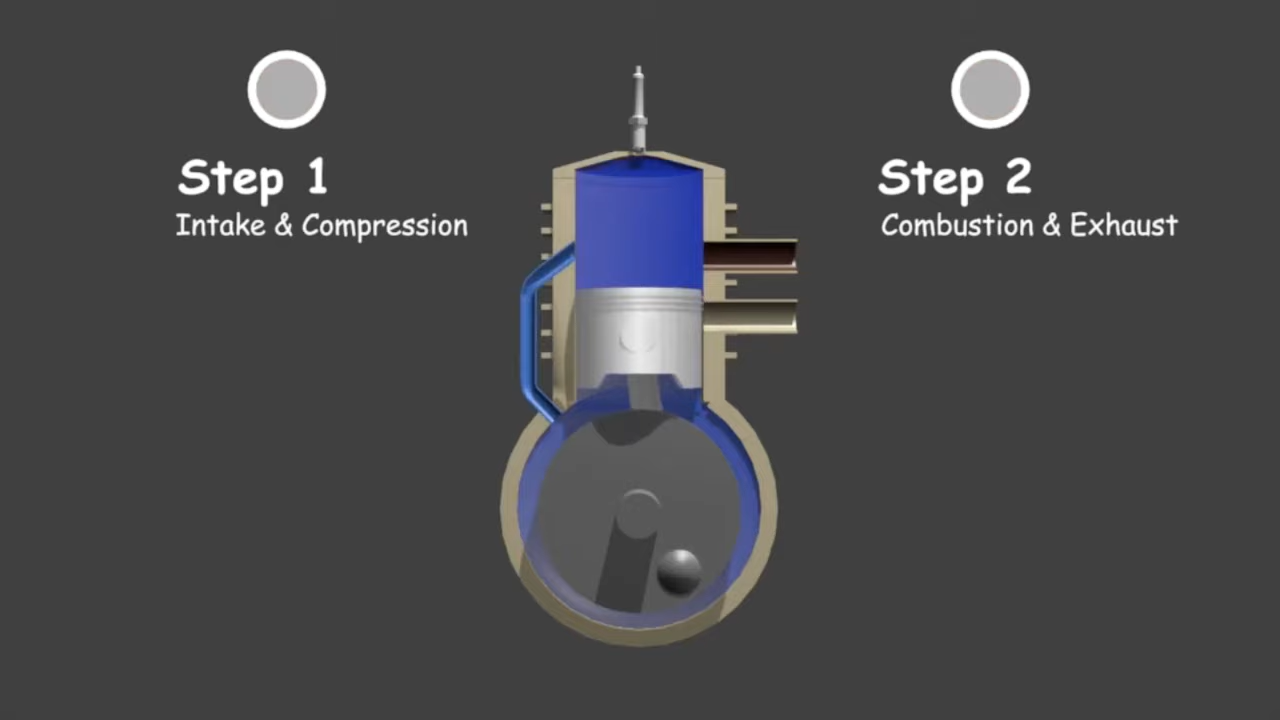 Step 1
Intake & Compression
Step 2
Combustion & Exhaust